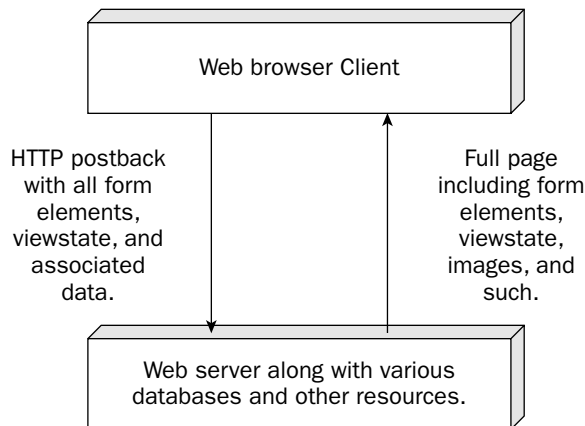 Web browser Client
HTTP postback
with all form
elements,
viewstate, and
associated
data.
Full page
including form
elements,
viewstate,
images, and
such.
Web server along with various
databases and other resources.